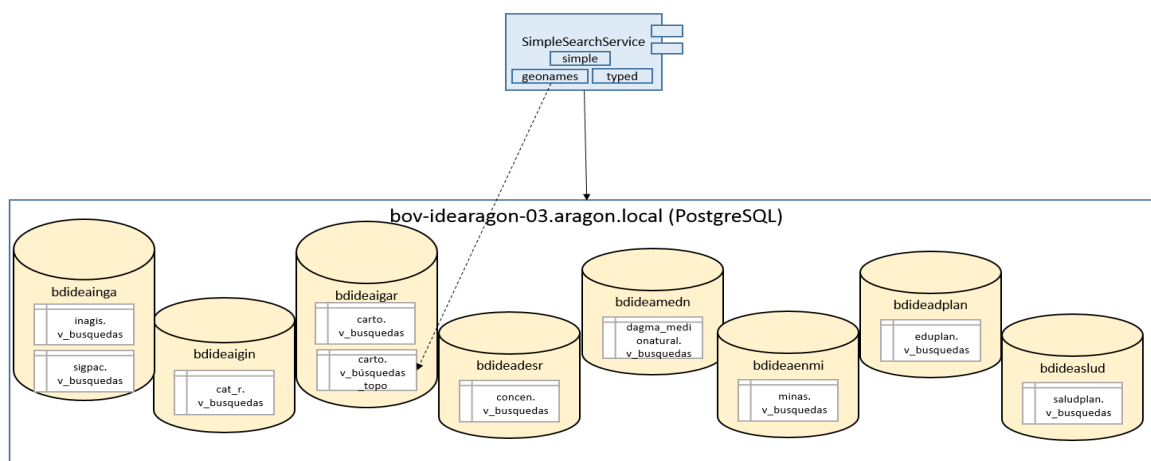 SimpleSearchService
simple
geonames
typed
bov-idearagon-03.aragon.local (PostgreSQL)
bdideainga
inagis.
v_busquedas
sigpac.
v_busquedas
bdideaigin
cat_r.
v_busquedas
bdideaigar
carto.
v_busquedas
carto.
v_búsquedas
_topo
bdideadesr
concen.
v_busquedas
bdideamedn
dagma_medi
onatural.
v_busquedas
bdideaenmi
minas.
v_busquedas
bdideadplan
eduplan.
v_busquedas
bdideaslud
saludplan.
v_busquedas